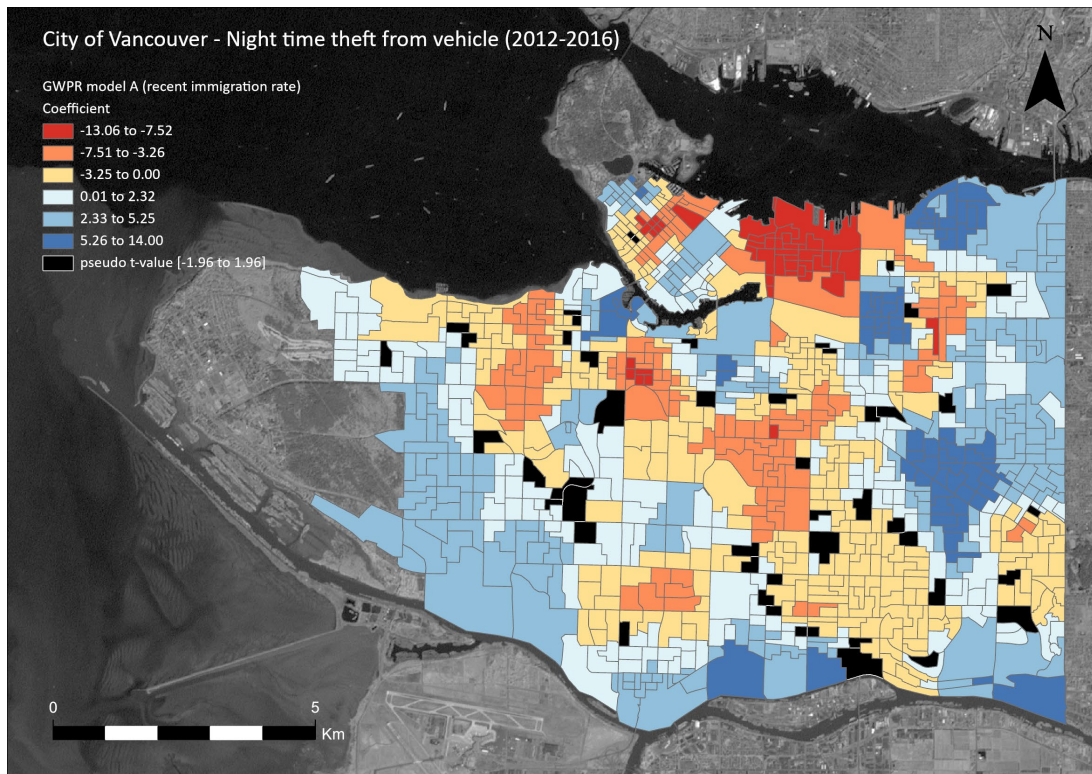 City of Vancouver - Night time theft from vehicle (2012-2016)
N
GWPR model A (recent immigration rate)
Coefficient
-13.06 to -7.52
-7.51 to -3.26
-3.25 to 0.00
0.01 to 2.32
2.33 to 5.25
5.26 to 14.00
pseudo t-value [-1.96 to 1.96]
0 5
Km